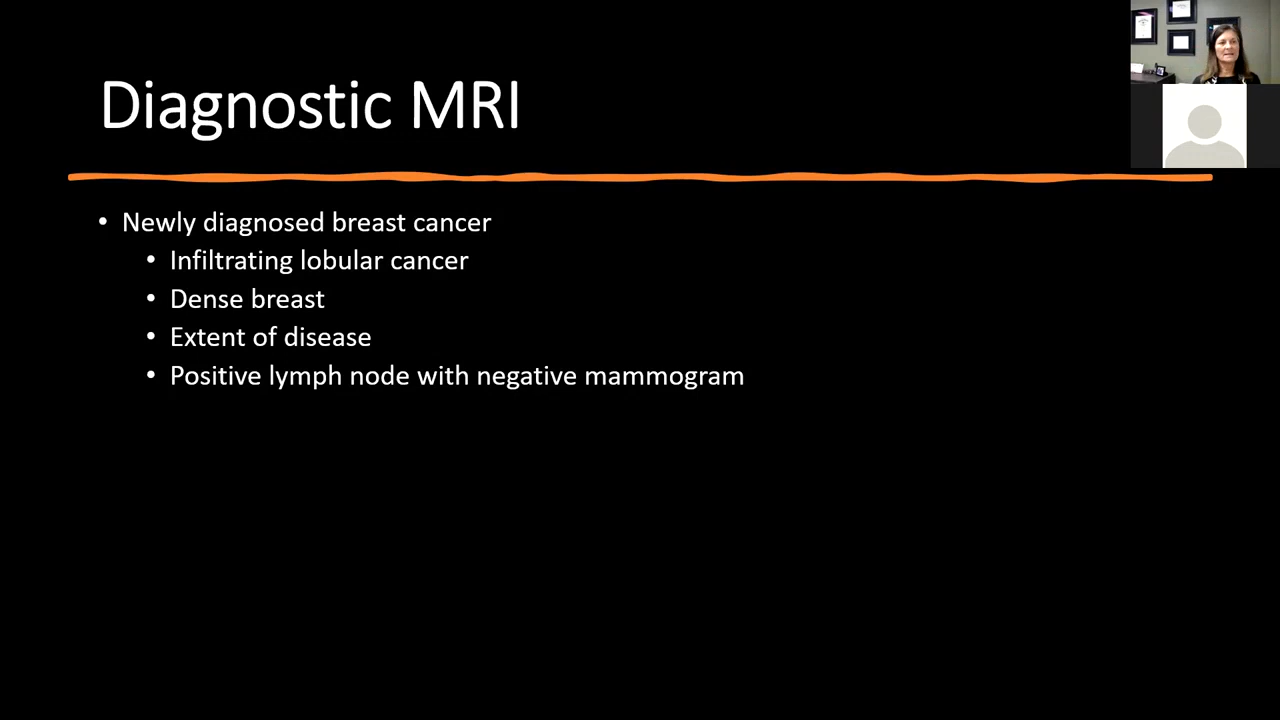 Diagnostic MRI
• Newly diagnosed breast cancer
• Infiltrating lobular cancer
• Dense breast
• Extent of disease
• Positive lymph node with negative mammogram